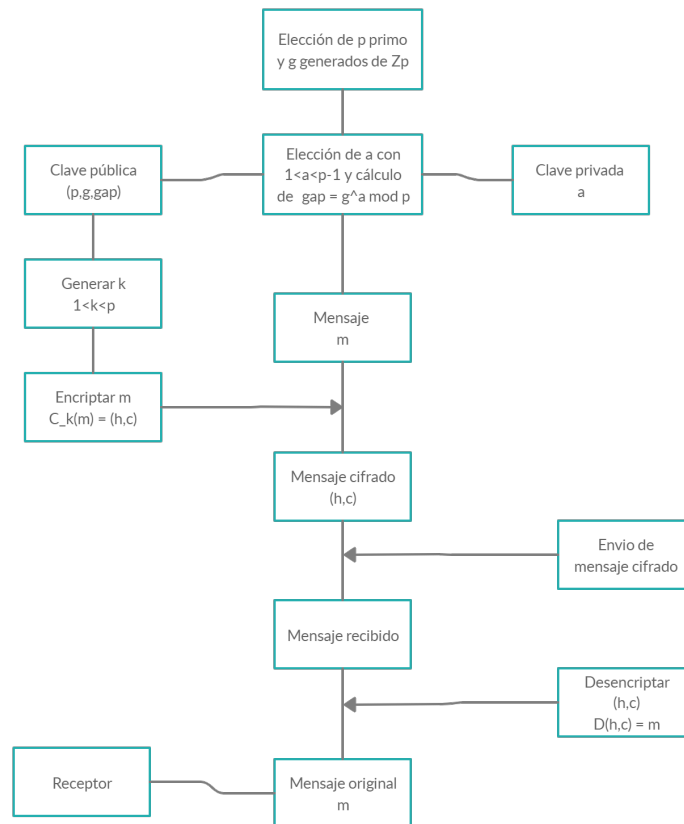 Elección de p primo
y g generados de Zp
Clave pública
(p,g,gap)
Elección de a con
1<a<p-1 y cálculo
de gap = g^a mod p
Clave privada
a
Generar k
1<k<p
Mensaje
m
Encriptar m
C_k(m) = (h,c)
Mensaje cifrado
(h,c)
Envio de
mensaje cifrado
Mensaje recibido
Desencriptar
(h,c)
D(h,c) = m
Receptor
Mensaje original
m